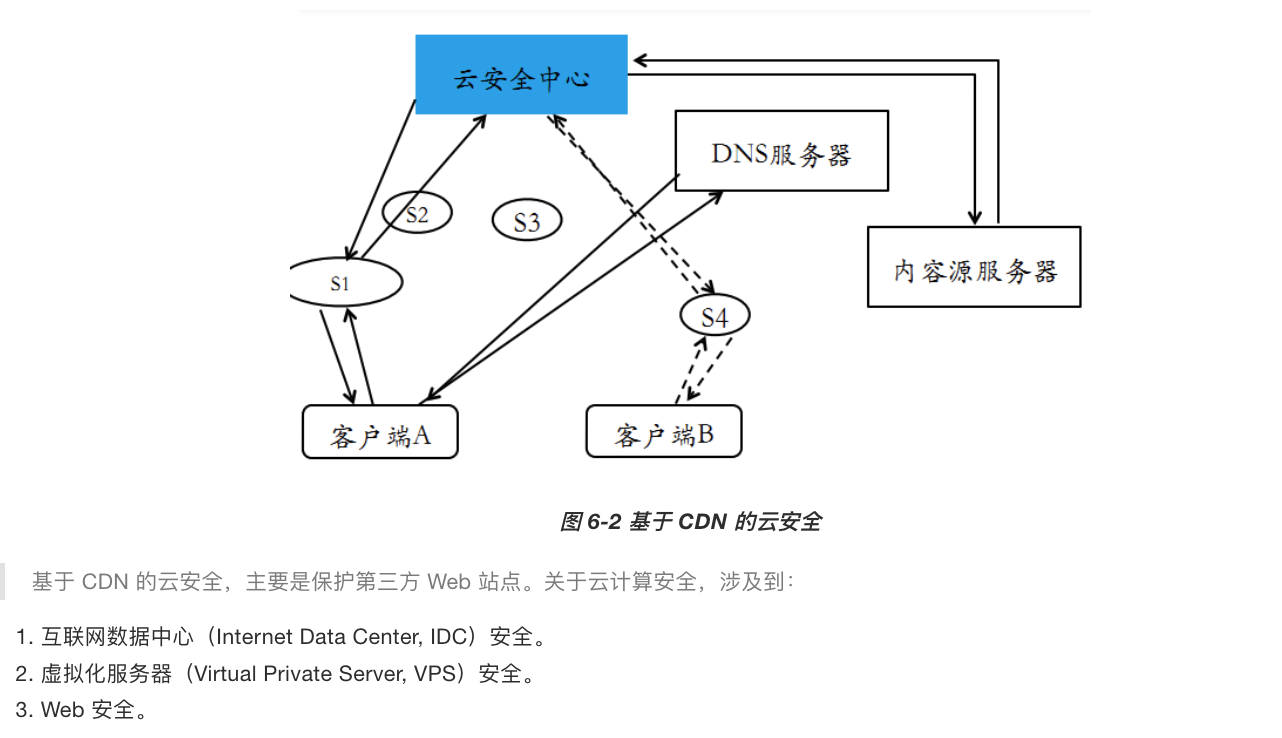 云安全中心
DNS服务器
S2
S3
内容源服务器
S1
S4
客户端A
客户端B
图 6-2 基于 CDN 的云安全
基于 CDN 的云安全，主要是保护第三方 Web 站点。关于云计算安全，涉及到：
1. 互联网数据中心（Internet Data Center, IDC）安全。
2. 虚拟化服务器（Virtual Private Server, VPS）安全。
3. Web 安全。